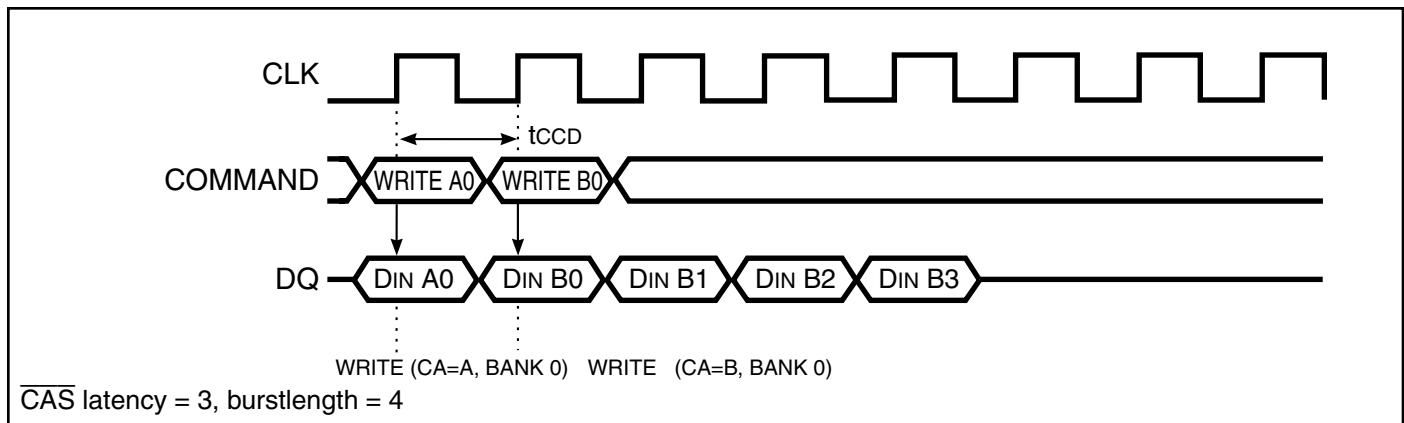 CLK
tCCD
COMMAND WRITE A0 WRITE B0
DQ DIN A0 DIN B0 DIN B1 DIN B2 DIN B3
WRITE (CA=A, BANK 0) WRITE (CA=B, BANK 0)
C̅A̅S̅ latency = 3, burstlength = 4